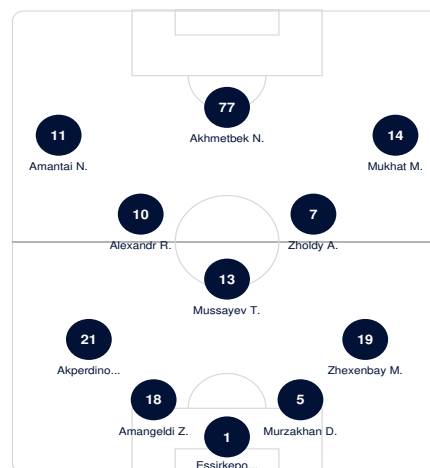 77
Akhmetbek N.
11
14
Amantai N.
Mukhat M.
10
7
Alexandr R.
Zholdy A.
13
Mussayev T.
21
19
Akperdino...
Zhexenbay M.
18
5
Amangeldi Z.
Murzakhan D.
1
Essirkepo...